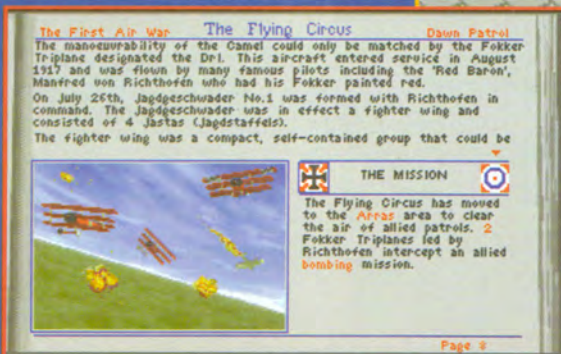 The First Air War The Flying Circus Dawn Patrol
The manoeuvrability of the Camel could only be matched by the Fokker
Triplane designated the Dr1. This aircraft entered service in August
1917 and was flown by many famous pilots including the 'Red Baron',
Manfred von Richthofen who had his Fokker painted red.
On July 26th, Jagdgeschwader No.1 was formed with Richthofen in
command. The Jagdgeschwader was in effect a fighter wing and
consisted of 4 Jastas (Jagdstaffels).
The fighter wing was a compact, self-contained group that could be
THE MISSION
The Flying Circus has moved
to the Arras area to clear
the air of allied patrols. 2
Fokker Triplanes led by
Richthofen intercept an allied
bombing mission.
Page